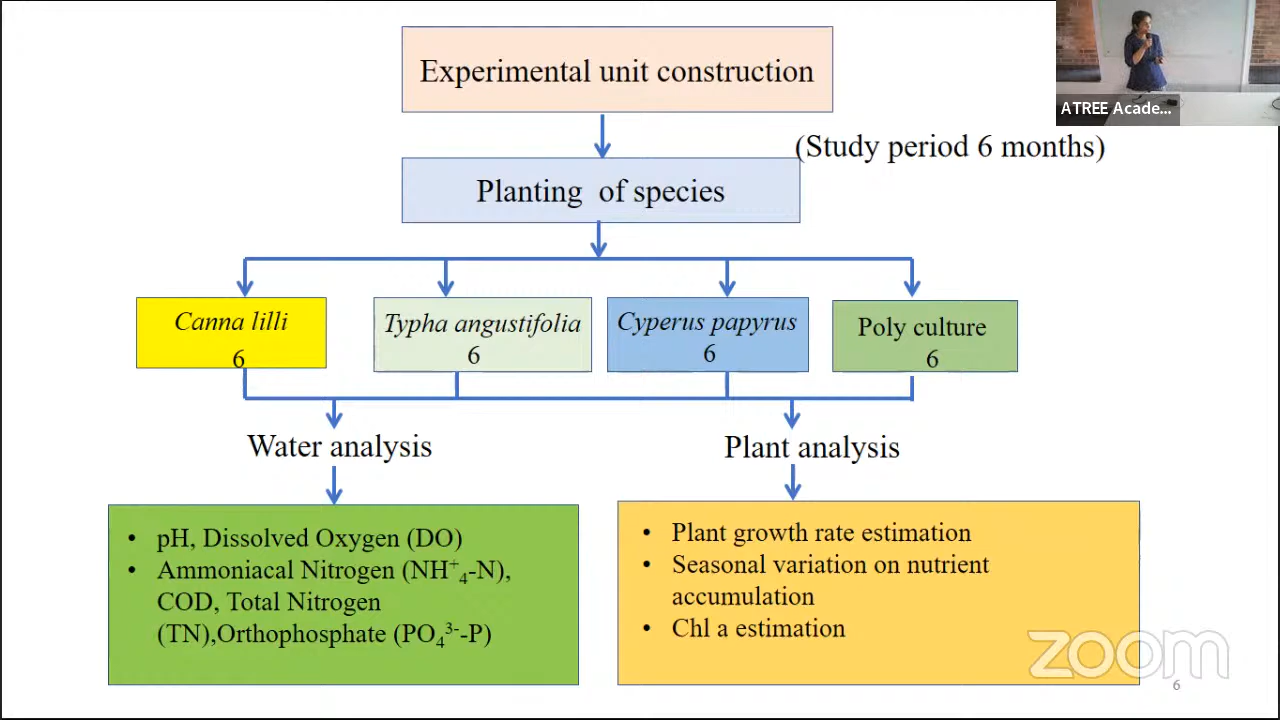 Experimental unit construction
ATREE Acade...
(Study period 6 months)
Planting of species
Canna lilli
6
Typha angustifolia
6
Cyperus papyrus
6
Poly culture
6
Water analysis
Plant analysis
• pH, Dissolved Oxygen (DO)
• Ammoniacal Nitrogen (NH⁺₄-N),
COD, Total Nitrogen
(TN),Orthophosphate (PO₄³⁻-P)
• Plant growth rate estimation
• Seasonal variation on nutrient
accumulation
• Chl a estimation
zoom
6